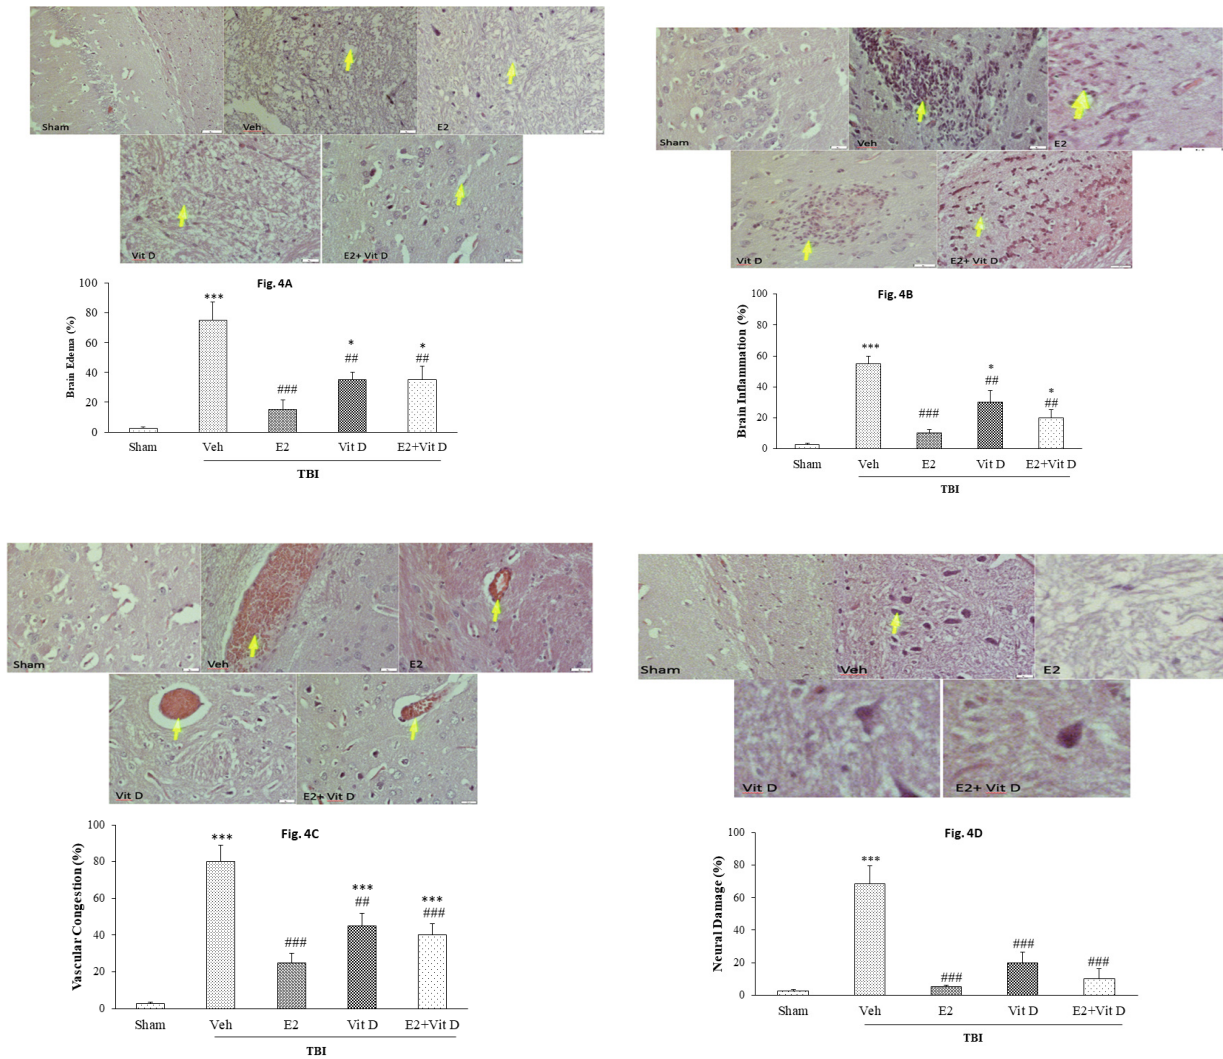 Sham Veh E2
Vit D E2+ Vit D
Fig. 4A
Brain Edema (%)
100
80
60
40
20
0
***
###
*
##
*
##
Sham Veh E2 Vit D E2+Vit D
TBI
Sham Veh E2
Vit D E2+ Vit D
Fig. 4B
Brain Inflammation (%)
100
80
60
40
20
0
***
###
*
##
*
##
Sham Veh E2 Vit D E2+Vit D
TBI
Sham Veh E2
Vit D E2+ Vit D
Fig. 4C
Vascular Congestion (%)
100
80
60
40
20
0
***
###
***
##
***
###
Sham Veh E2 Vit D E2+Vit D
TBI
Sham Veh E2
Vit D E2+ Vit D
Fig. 4D
Neural Damage (%)
100
80
60
40
20
0
***
###
###
###
Sham Veh E2 Vit D E2+Vit D
TBI